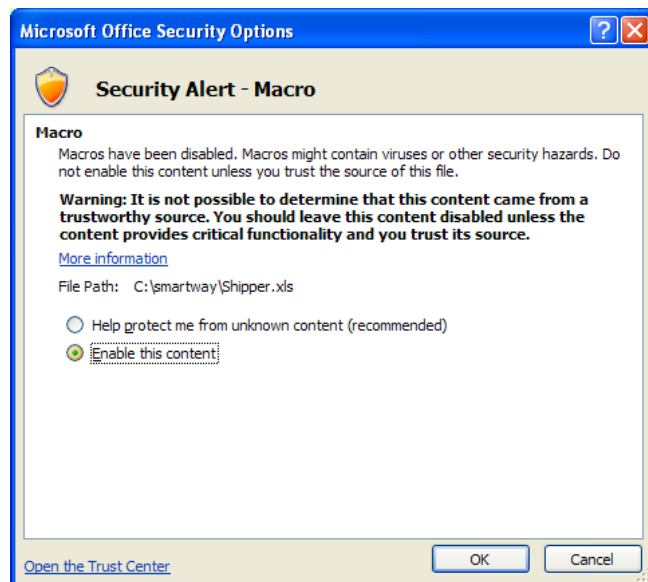 Microsoft Office Security Options
Security Alert - Macro
Macro
Macros have been disabled. Macros might contain viruses or other security hazards. Do
not enable this content unless you trust the source of this file.
Warning: It is not possible to determine that this content came from a
trustworthy source. You should leave this content disabled unless the
content provides critical functionality and you trust its source.
More information
File Path: C:\smartway\Shipper.xls
Help protect me from unknown content (recommended)
Enable this content
Open the Trust Center
OK
Cancel